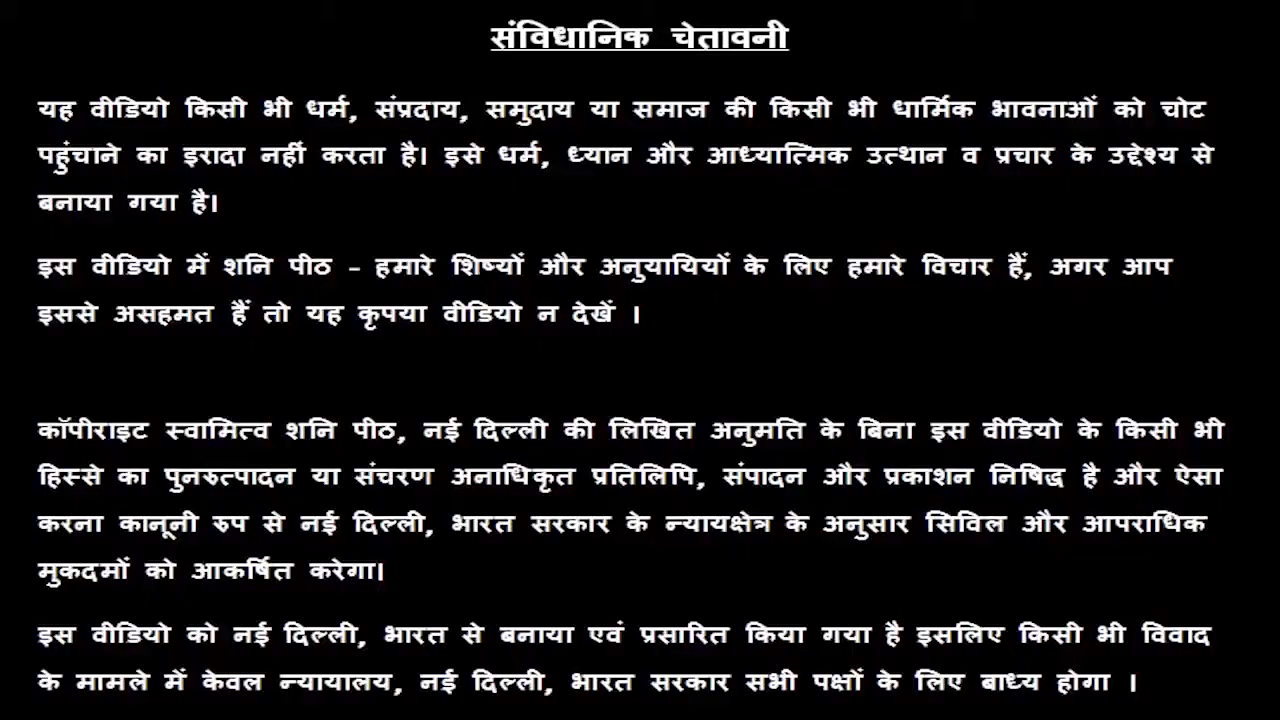 संविधानिक चेतावनी
यह वीडियो किसी भी धर्म, संप्रदाय, समुदाय या समाज की किसी भी धार्मिक भावनाओं को चोट
पहुंचाने का इरादा नहीं करता है। इसे धर्म, ध्यान और आध्यात्मिक उत्थान व प्रचार के उद्देश्य से
बनाया गया है।
इस वीडियो में शनि पीठ – हमारे शिष्यों और अनुयायियों के लिए हमारे विचार हैं, अगर आप
इससे असहमत हैं तो यह कृपया वीडियो न देखें ।
कॉपीराइट स्वामित्व शनि पीठ, नई दिल्ली की लिखित अनुमति के बिना इस वीडियो के किसी भी
हिस्से का पुनरुत्पादन या संचरण अनाधिकृत प्रतिलिपि, संपादन और प्रकाशन निषिद्ध है और ऐसा
करना कानूनी रुप से नई दिल्ली, भारत सरकार के न्यायक्षेत्र के अनुसार सिविल और आपराधिक
मुकदमों को आकर्षित करेगा।
इस वीडियो को नई दिल्ली, भारत से बनाया एवं प्रसारित किया गया है इसलिए किसी भी विवाद
के मामले में केवल न्यायालय, नई दिल्ली, भारत सरकार सभी पक्षों के लिए बाध्य होगा ।